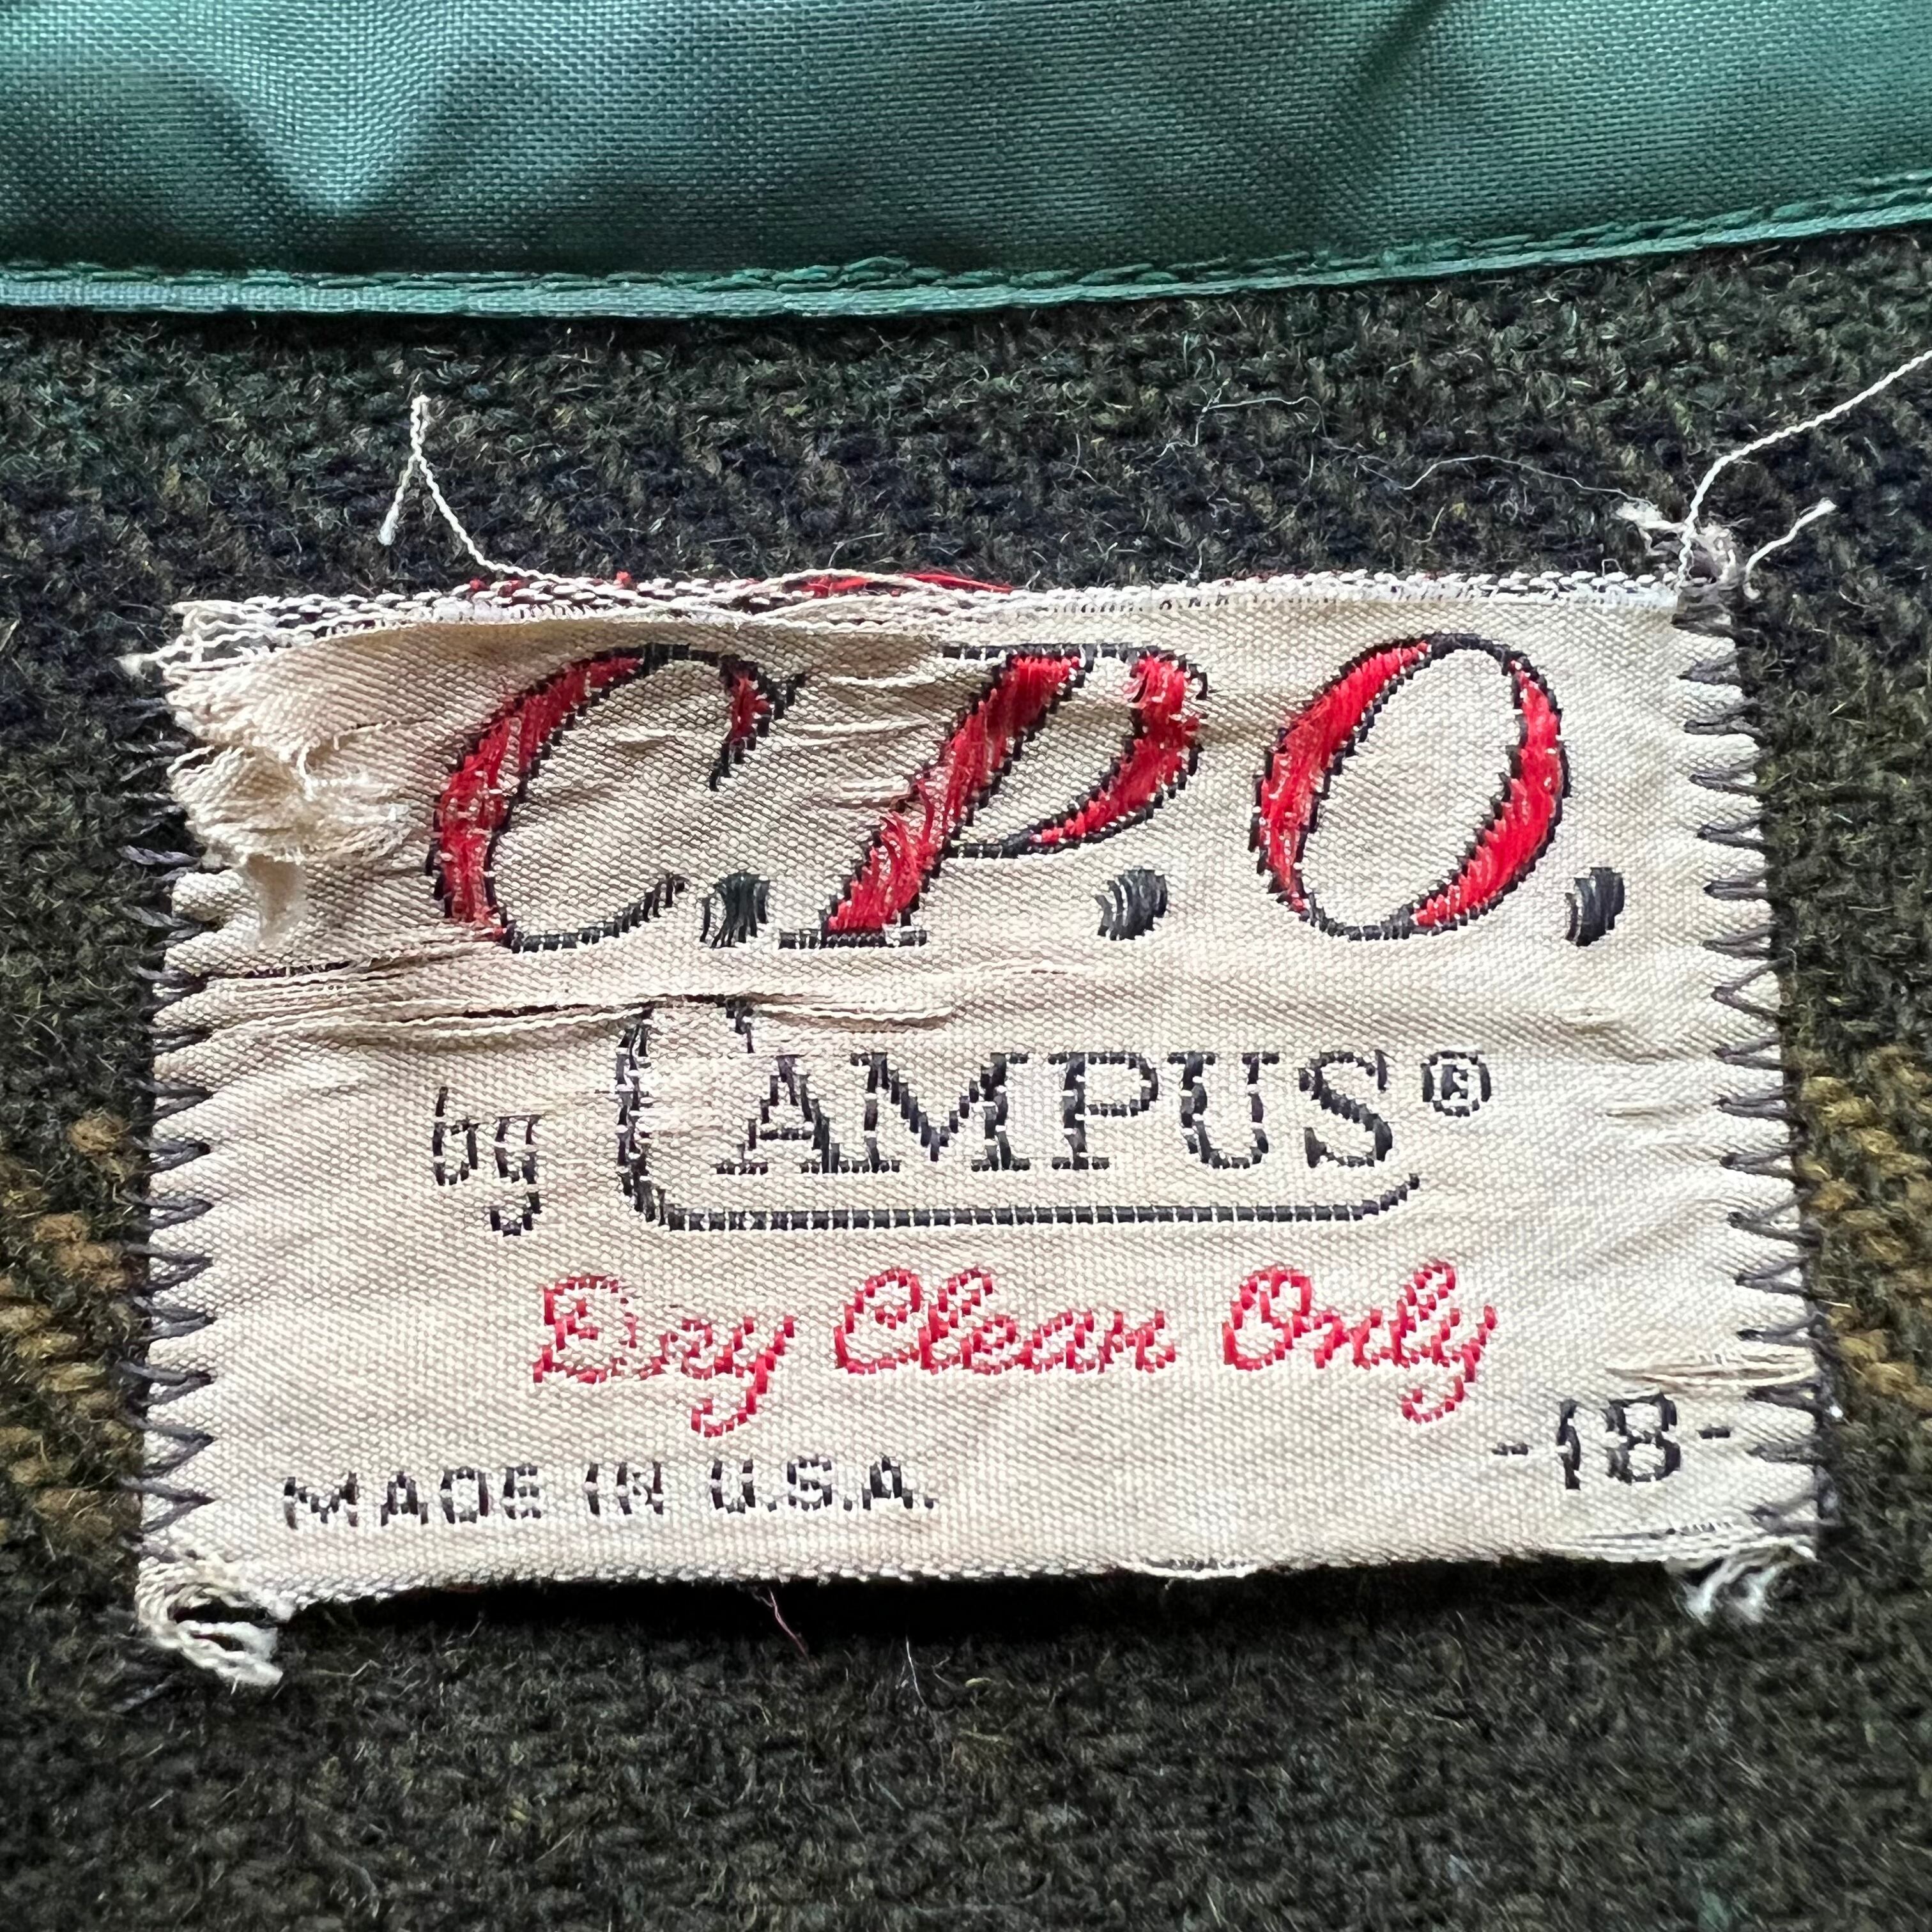 C.P.O.
by CAMPUS®
Dry Clean Only
-18-
MADE IN U.S.A.